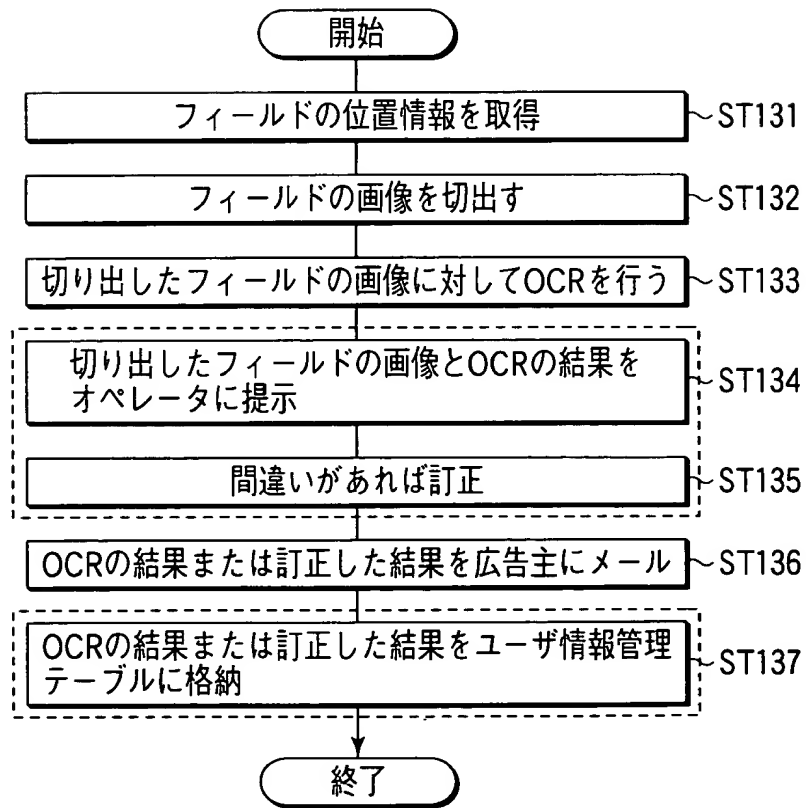 開始
フィールドの位置情報を取得
ST131
フィールドの画像を切出す
ST132
切り出したフィールドの画像に対してOCRを行う
ST133
切り出したフィールドの画像とOCRの結果を
オペレータに提示
ST134
間違いがあれば訂正
ST135
OCRの結果または訂正した結果を広告主にメール
ST136
OCRの結果または訂正した結果をユーザ情報管理
テーブルに格納
ST137
終了